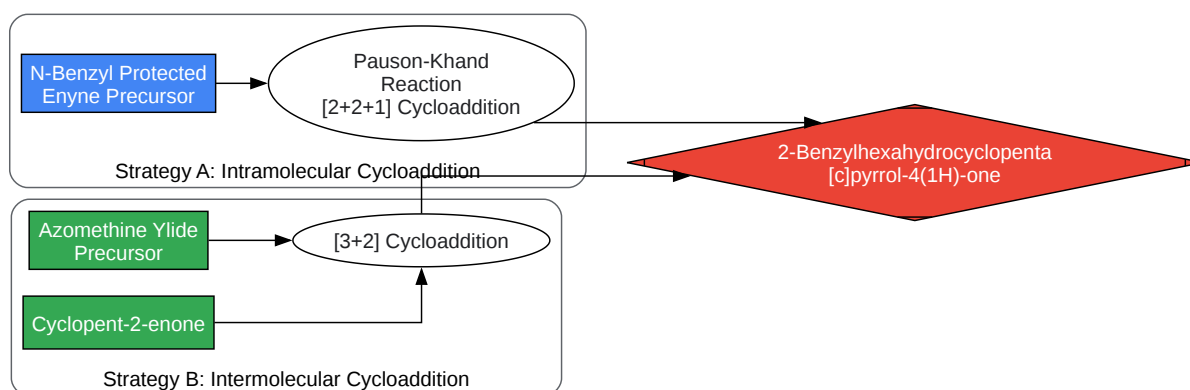 N-Benzyl Protected
Enyne Precursor
Pauson-Khand
Reaction
[2+2+1] Cycloaddition
2-Benzylhexahydrocyclopenta
[c]pyrrol-4(1H)-one
Strategy A: Intramolecular Cycloaddition
Azomethine Ylide
Precursor
[3+2] Cycloaddition
Cyclopent-2-enone
Strategy B: Intermolecular Cycloaddition